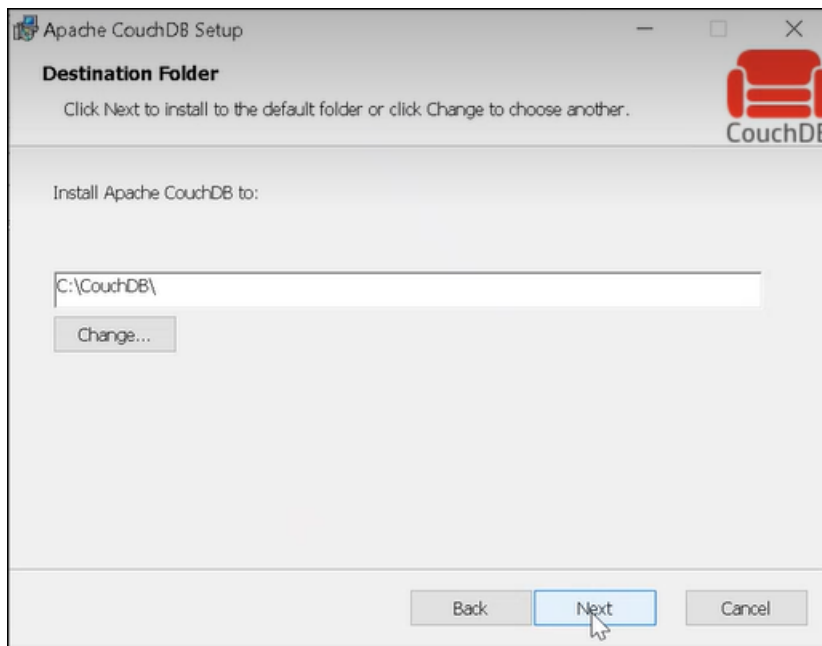 Apache CouchDB Setup
Destination Folder
Click Next to install to the default folder or click Change to choose another.
CouchDB
Install Apache CouchDB to:
C:\CouchDB\
Change...
Back Next Cancel